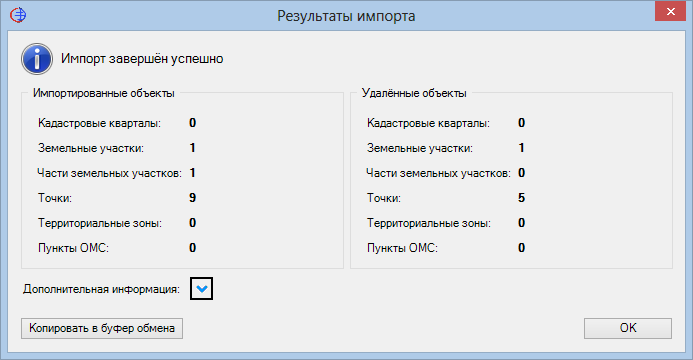 Результаты импорта
Импорт завершён успешно
Импортированные объекты
Кадастровые кварталы: 0
Земельные участки: 1
Части земельных участков: 1
Точки: 9
Территориальные зоны: 0
Пункты ОМС: 0
Удалённые объекты
Кадастровые кварталы: 0
Земельные участки: 1
Части земельных участков: 0
Точки: 5
Территориальные зоны: 0
Пункты ОМС: 0
Дополнительная информация:
Копировать в буфер обмена
OK